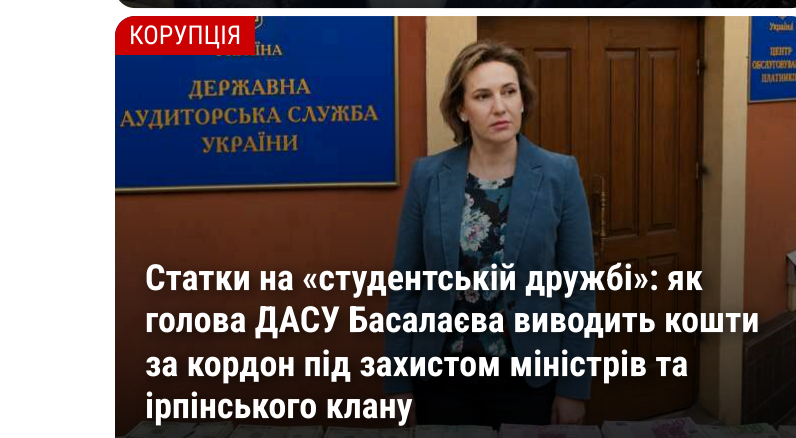 КОРУПЦІЯ
ДЕРЖАВНА
АУДИТОРСЬКА СЛУЖБА
УКРАЇНИ
України
ЦЕНТР
Статки на «студентській дружбі»: як
голова ДАСУ Басалаєва виводить кошти
за кордон під захистом міністрів та
ірпінського клану